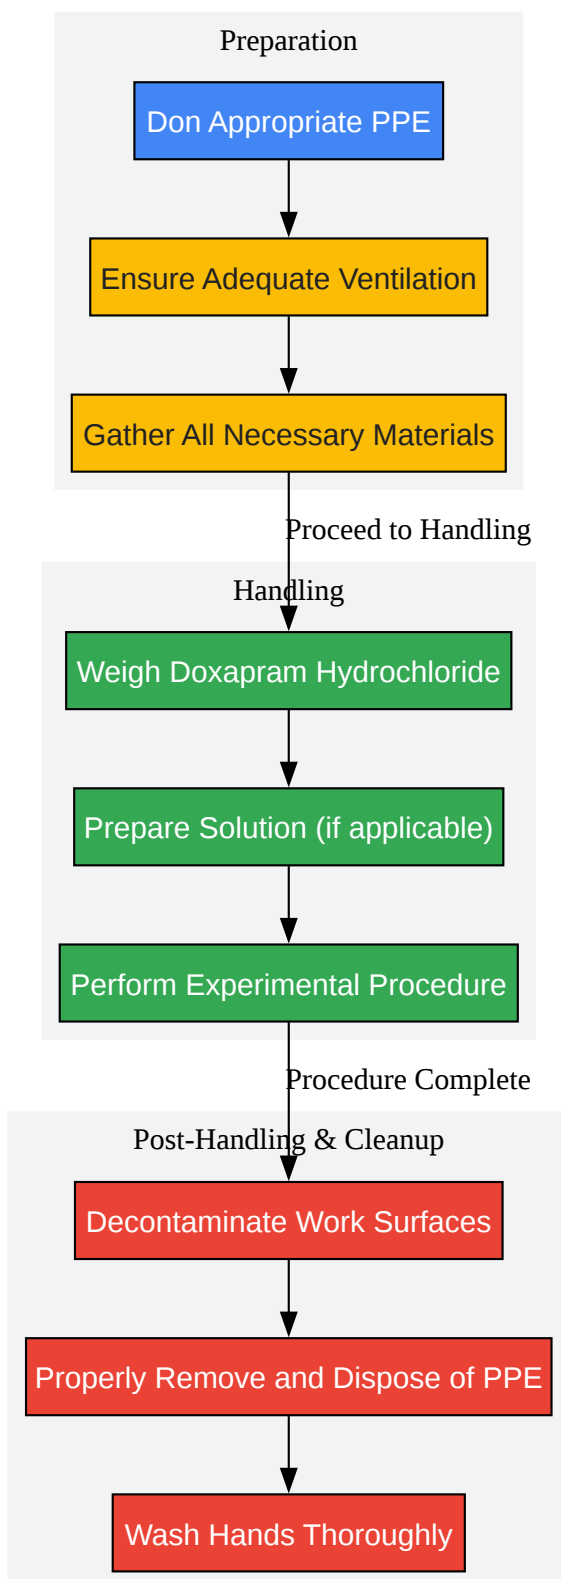 Preparation
Don Appropriate PPE
Ensure Adequate Ventilation
Gather All Necessary Materials
Proceed to Handling
Handling
Weigh Doxapram Hydrochloride
Prepare Solution (if applicable)
Perform Experimental Procedure
Procedure Complete
Post-Handling & Cleanup
Decontaminate Work Surfaces
Properly Remove and Dispose of PPE
Wash Hands Thoroughly